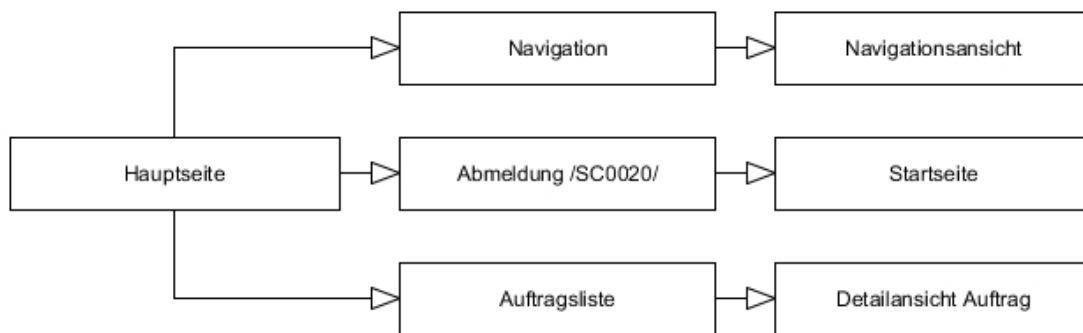 Navigation
Navigationsansicht
Hauptseite
Abmeldung /SC0020/
Startseite
Auftragsliste
Detailansicht Auftrag